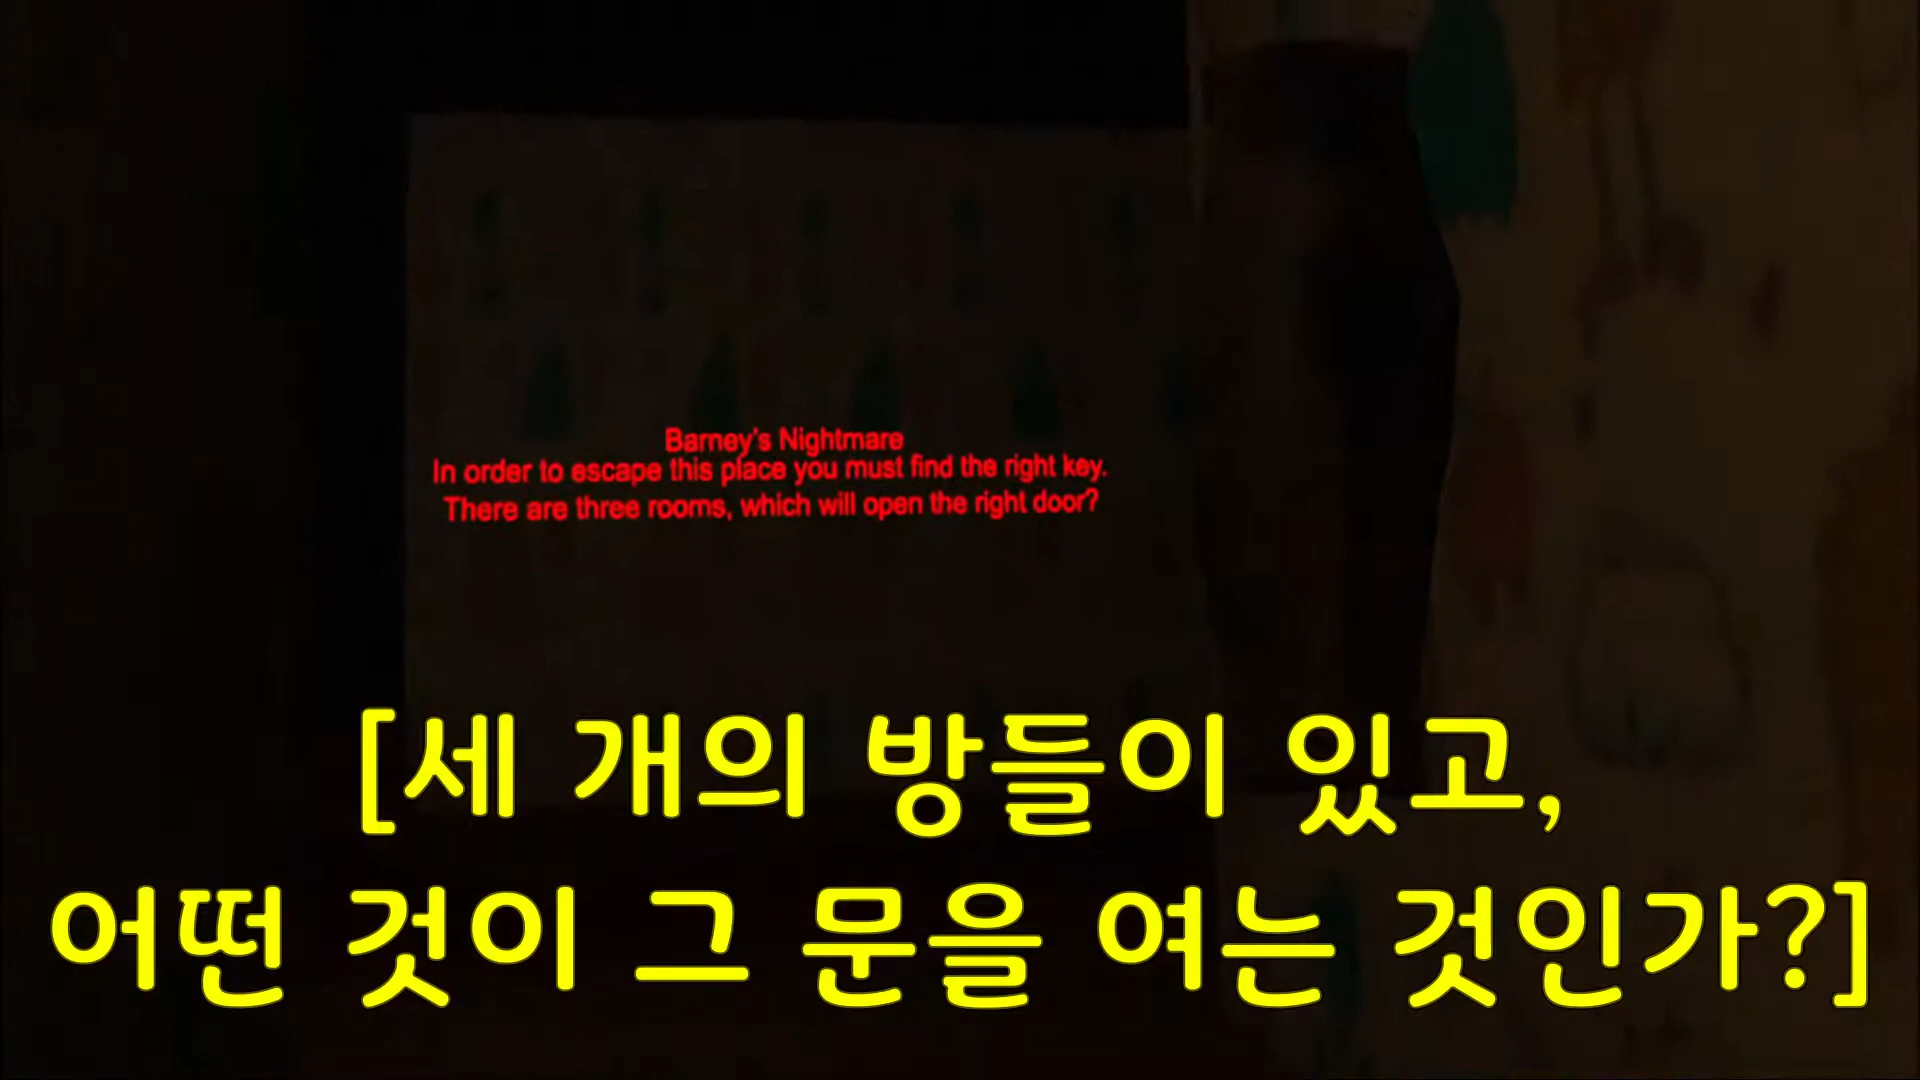 Barney's Nightmare
In order to escape this place you must find the right key.
There are three rooms, which will open the right door?
[세 개의 방들이 있고,
어떤 것이 그 문을 여는 것인가?]